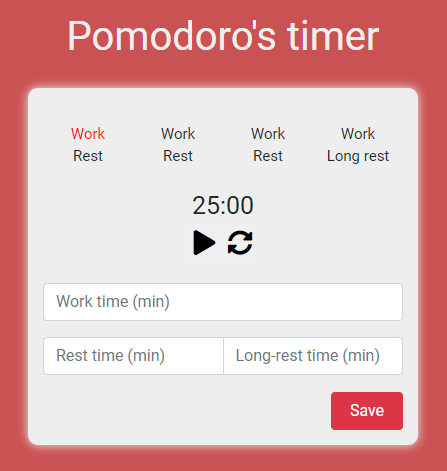 Pomodoro's timer
Work Work Work Work
Rest Rest Rest Long rest
25:00
Work time (min)
Rest time (min) Long-rest time (min)
Save